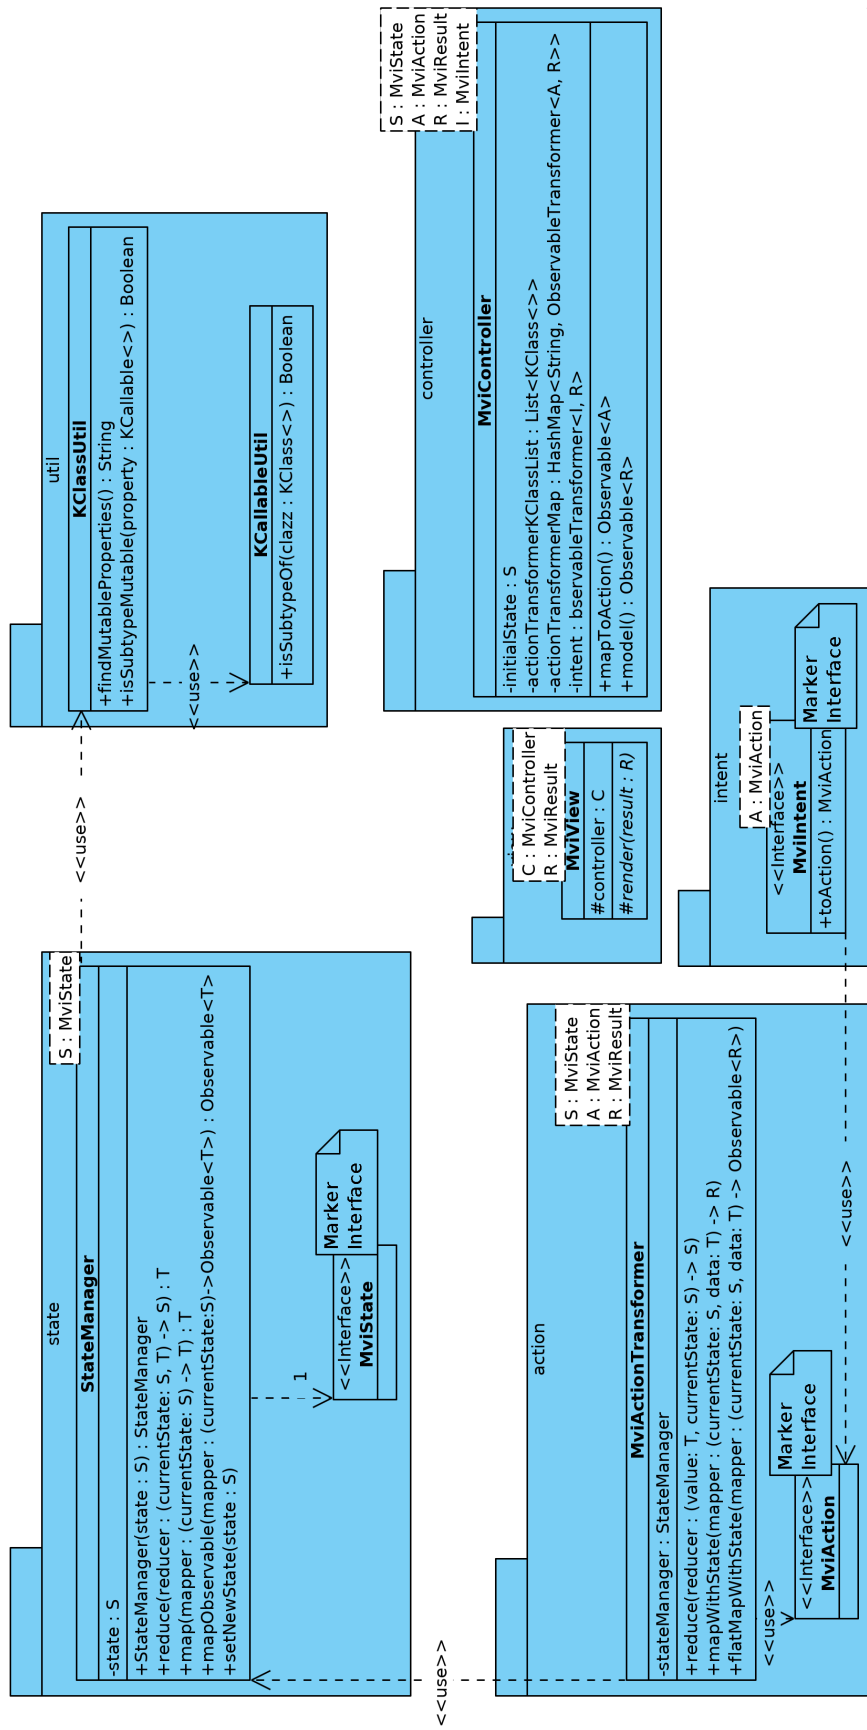 state
S : MviState
StateManager
-state : S
+StateManager(state : S) : StateManager
+reduce(reducer : (currentState: S, T) -> S) : T
+map(mapper : (currentState: S) -> T) : T
+mapObservable(mapper : (currentState:S)->Observable<T>) : Observable<T>
+setNewState(state : S)
1
<<Interface>>
MviState
Marker
Interface
<<use>>
util
KClassUtil
+findMutableProperties() : String
+isSubtypeMutable(property : KCallable<>) : Boolean
<<use>>
KCallableUtil
+isSubtypeOf(clazz : KClass<>) : Boolean
<<use>>
action
S : MviState
A : MviAction
R : MviResult
MviActionTransformer
-stateManager : StateManager
+reduce(reducer : (value: T, currentState: S) -> S)
+mapWithState(mapper : (currentState: S, data: T) -> R)
+flatMapWithState(mapper : (currentState: S, data: T) -> Observable<R>)
<<use>>
<<Interface>>
MviAction
Marker
Interface
<<use>>
C : MviController
R : MviResult
MviView
#controller : C
#render(result : R)
controller
S : MviState
A : MviAction
R : MviResult
I : MviIntent
MviController
-initialState : S
-actionTransformerKClassList : List<KClass<>>
-actionTransformerMap : HashMap<String, ObservableTransformer<A, R>>
-intent : bservableTransformer<I, R>
+mapToAction() : Observable<A>
+model() : Observable<R>
intent
A : MviAction
<<Interface>>
MviIntent
+toAction() : MviAction
Marker
Interface